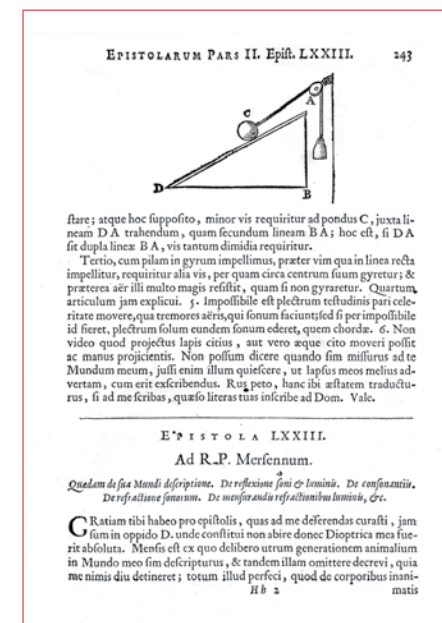 EPISTOLARUM PARS II. Epist. LXXIII. 243
C
A
D
B
stare; atque hoc supposito, minor vis requiritur ad pondus C, juxta li-
neam D A trahendum, quam secundum lineam B A; hoc est, si D A
sit dupla lineæ B A, vis tantum dimidia requiritur.
Tertio, cum pilam in gyrum impellimus, præter vim qua in linea recta
impellitur, requiritur alia vis, per quam circa centrum suum gyretur; &
præterea aër illi multo magis resistit, quam si non gyraretur. Quartum
articulum jam explicui. 5. Impossibile est plectrum testudinis pari cele-
ritate movere, qua tremores aëris, qui sonum faciunt; sed si per impossibile
id fieret, plectrum solum eundem sonum ederet, quem chordæ. 6. Non
video quod projectus lapis citius, aut vero æque cito moveri possit
ac manus projicientis. Non possum dicere quando sim missurus ad te
Mundum meum, jussi enim illum quiescere, ut lapsus meos melius ad-
vertam, cum erit exscribendus. Rus peto, hanc ibi æstatem traductu-
rus, si ad me scribas, quæso literas tuas inscribe ad Dom. Vale.
EPISTOLA LXXIII.
Ad R. P. Mersennum.
Quædam de sua Mundi descriptione. De reflexione soni & luminis. De consonantiis.
De refractione sonorum. De mensurandis refractionibus luminis, &c.
GRatiam tibi habeo pro epistolis, quas ad me deferendas curasti, jam
sum in oppido D. unde constitui non abire donec Dioptrica mea fue-
rit absoluta. Mensis est ex quo delibero utrum generationem animalium
in Mundo meo sim descripturus, & tandem illam omittere decrevi, quia
me nimis diu detineret; totum illud perfeci, quod de corporibus inani-
Hh 2 matis